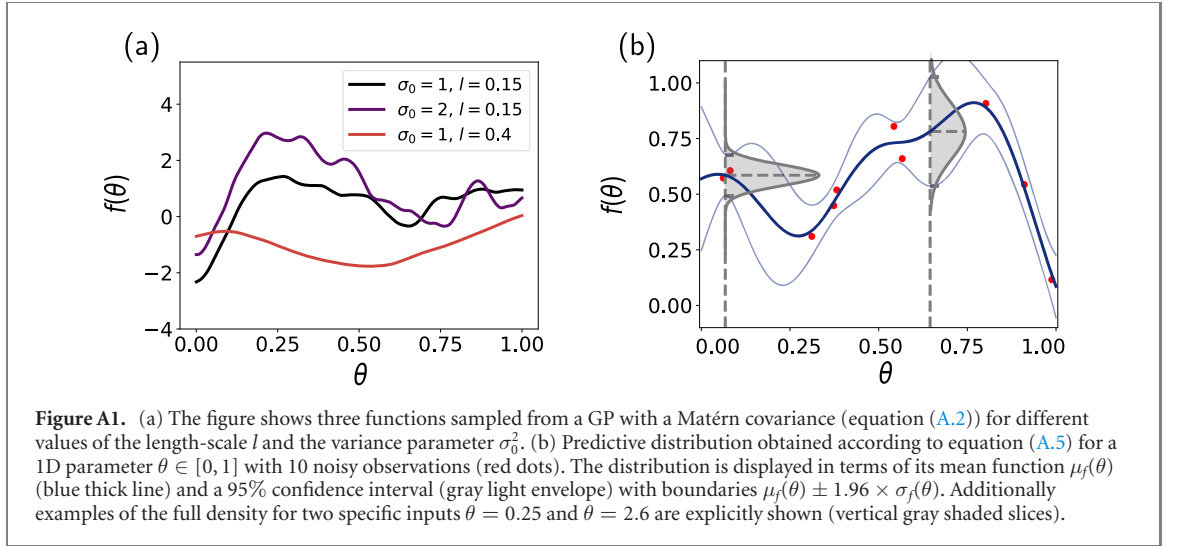 (a)
(b)
f(θ)
4
2
0
−2
−4
σ₀ = 1, l = 0.15
σ₀ = 2, l = 0.15
σ₀ = 1, l = 0.4
0.00 0.25 0.50 0.75 1.00
θ
f(θ)
1.00
0.75
0.50
0.25
0.00
0.00 0.25 0.50 0.75 1.00
θ
Figure A1. (a) The figure shows three functions sampled from a GP with a Matérn covariance (equation (A.2)) for different
values of the length-scale l and the variance parameter σ₀². (b) Predictive distribution obtained according to equation (A.5) for a
1D parameter θ ∈ [0, 1] with 10 noisy observations (red dots). The distribution is displayed in terms of its mean function μ_f(θ)
(blue thick line) and a 95% confidence interval (gray light envelope) with boundaries μ_f(θ) ± 1.96 × σ_f(θ). Additionally
examples of the full density for two specific inputs θ = 0.25 and θ = 2.6 are explicitly shown (vertical gray shaded slices).